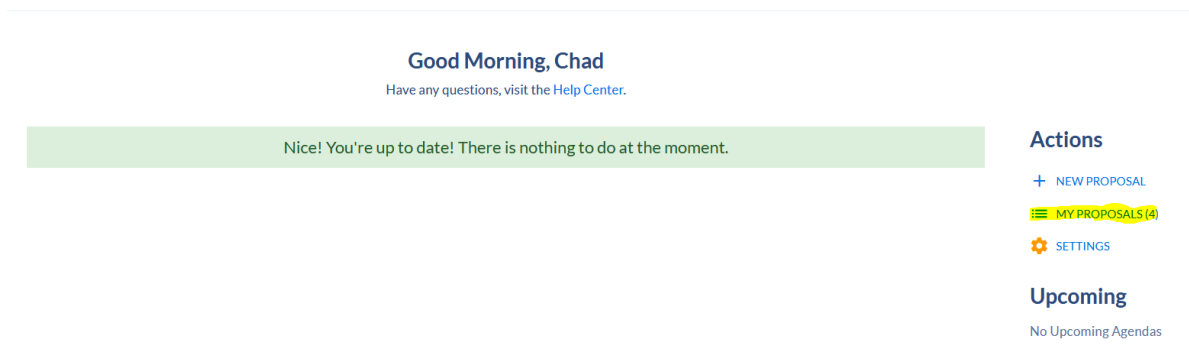 Good Morning, Chad
Have any questions, visit the Help Center.
Nice! You're up to date! There is nothing to do at the moment.
Actions
NEW PROPOSAL
MY PROPOSALS (4)
SETTINGS
Upcoming
No Upcoming Agendas